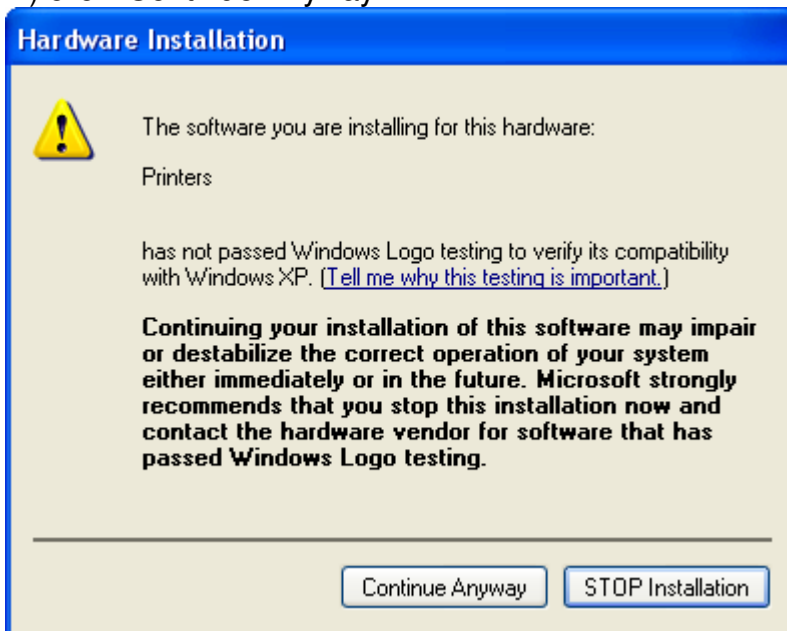 Hardware Installation
The software you are installing for this hardware:
Printers
has not passed Windows Logo testing to verify its compatibility
with Windows XP. (Tell me why this testing is important.)
Continuing your installation of this software may impair
or destabilize the correct operation of your system
either immediately or in the future. Microsoft strongly
recommends that you stop this installation now and
contact the hardware vendor for software that has
passed Windows Logo testing.
Continue Anyway STOP Installation